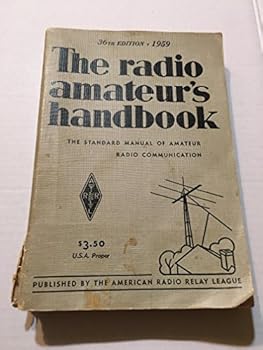 36TH EDITION • 1959
The radio
amateur's
handbook
THE STANDARD MANUAL OF AMATEUR
RADIO COMMUNICATION
A
R R
L
$3.50
U.S.A. Proper
PUBLISHED BY THE AMERICAN RADIO RELAY LEAGUE